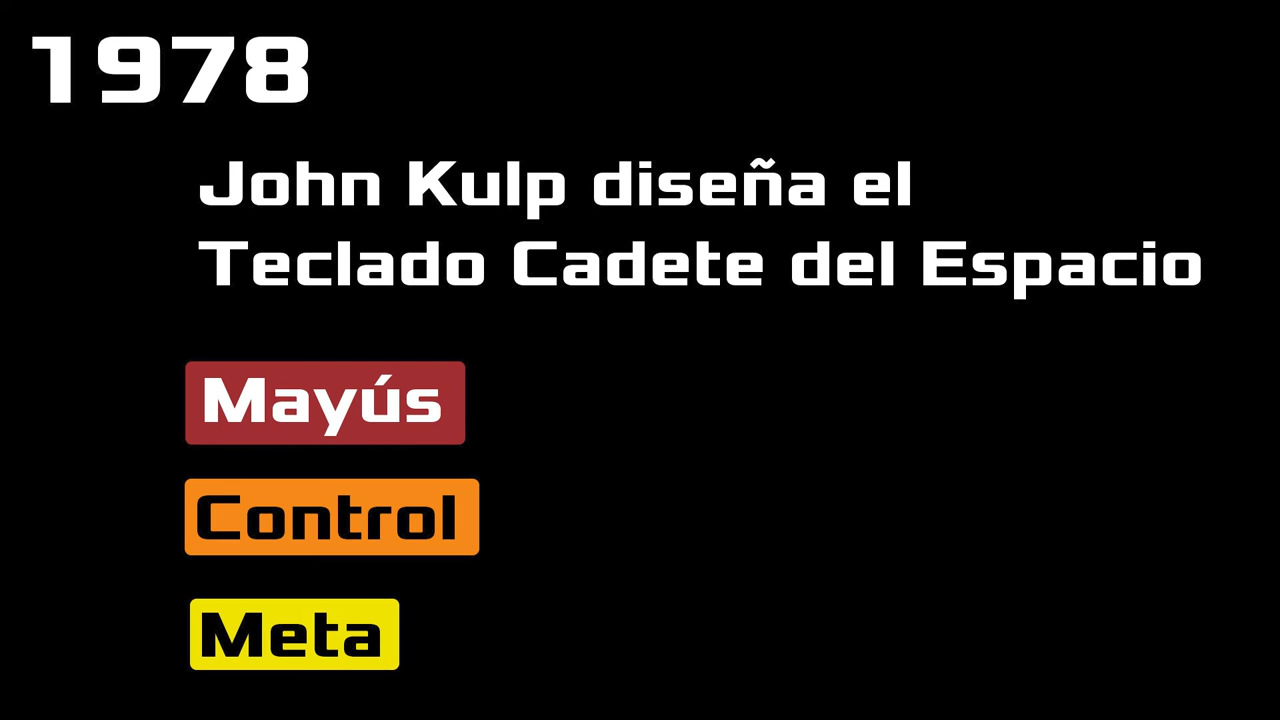 1978
John Kulp diseña el
Teclado Cadete del Espacio
Mayús
Control
Meta